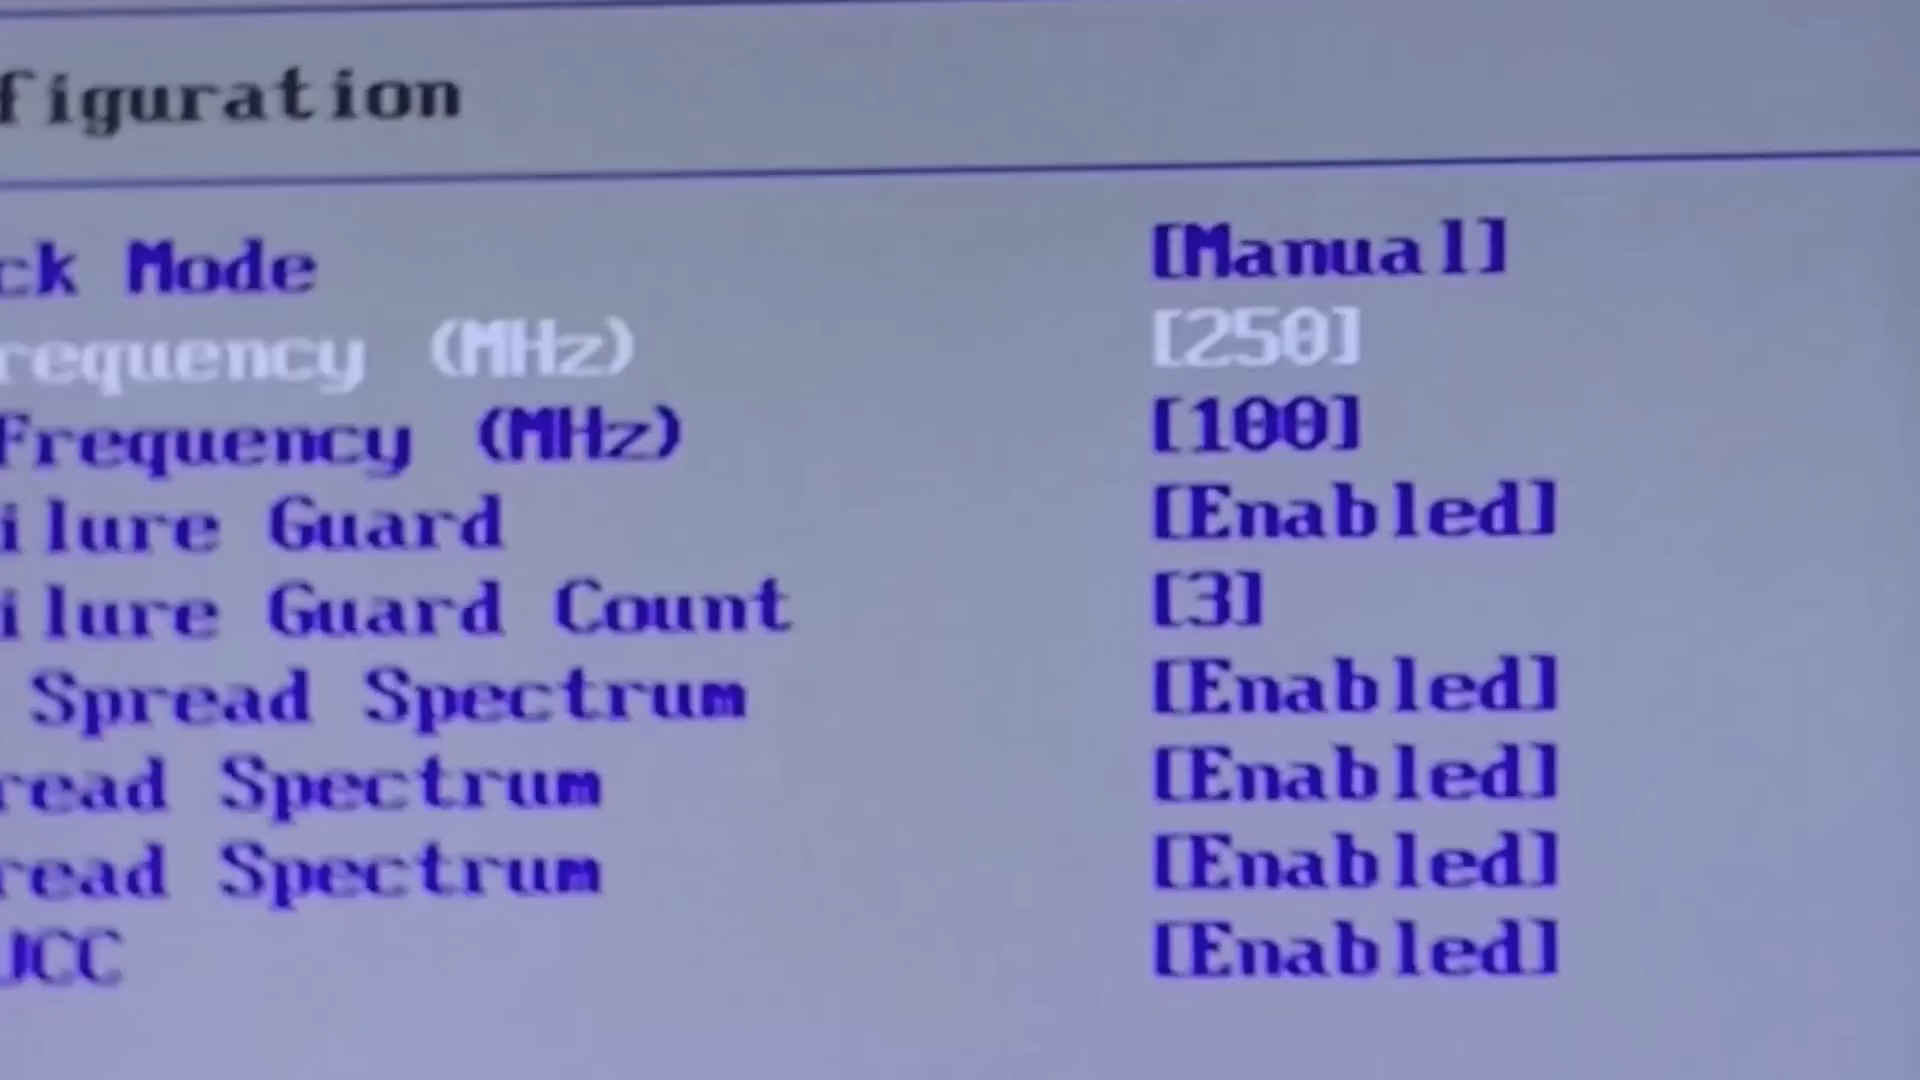 figuration
ck Mode [Manual]
requency (MHz) [250]
Frequency (MHz) [100]
ilure Guard [Enabled]
ilure Guard Count [3]
Spread Spectrum [Enabled]
read Spectrum [Enabled]
read Spectrum [Enabled]
UCC [Enabled]